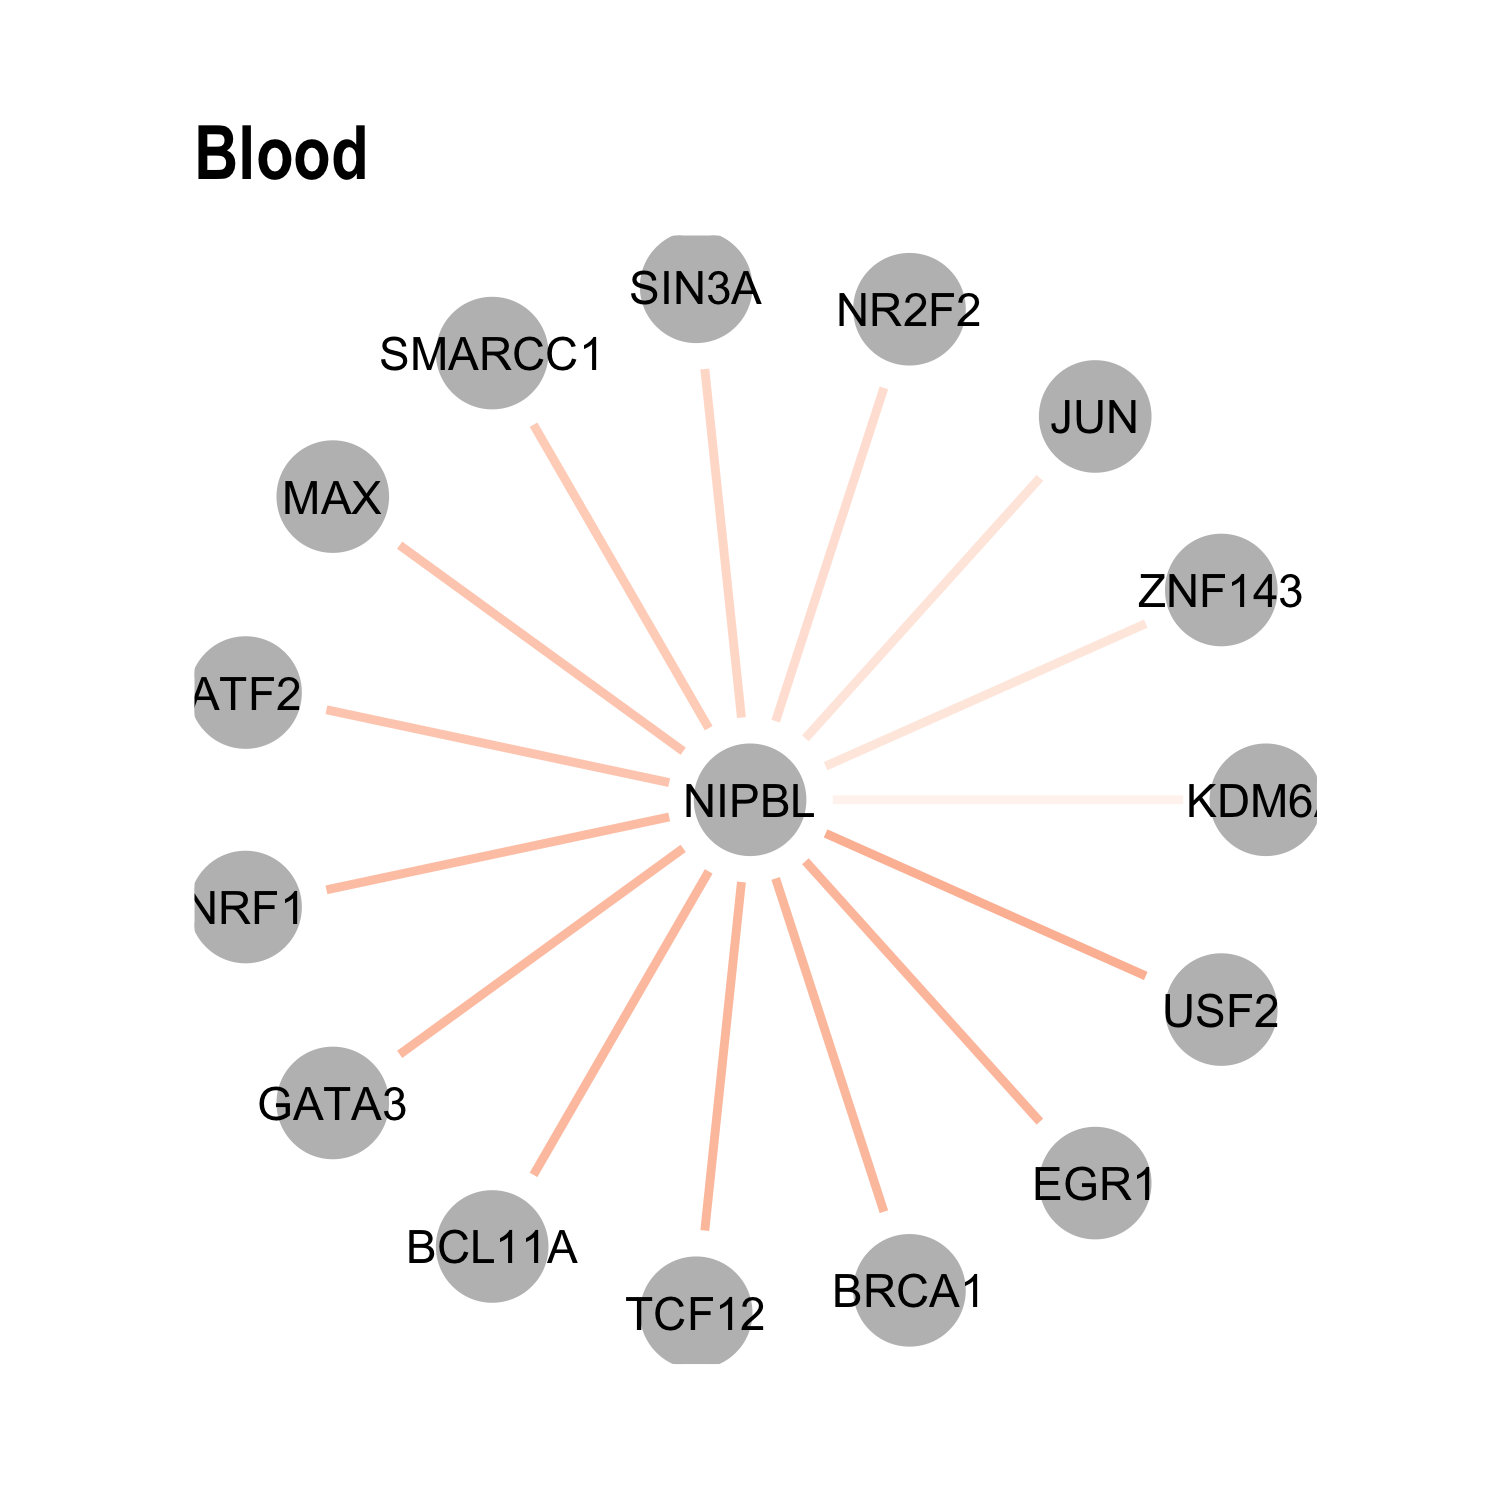 Blood
SIN3A
NR2F2
SMARCC1
JUN
MAX
ZNF143
ATF2
NIPBL
KDM6
NRF1
USF2
GATA3
EGR1
BCL11A
BRCA1
TCF12